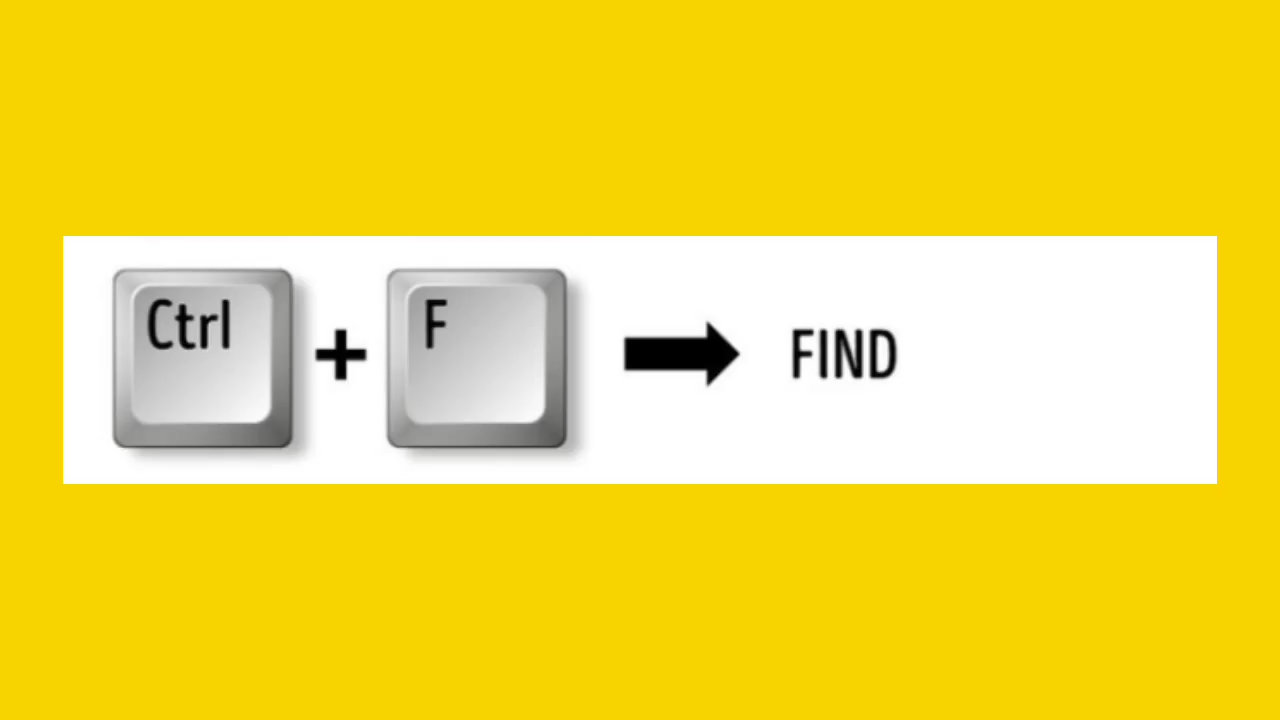 Ctrl + F → FIND